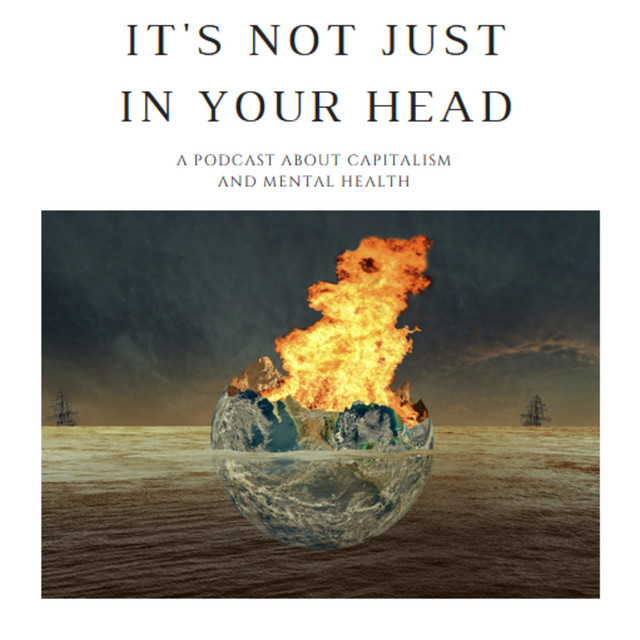 IT'S NOT JUST
IN YOUR HEAD
A PODCAST ABOUT CAPITALISM
AND MENTAL HEALTH